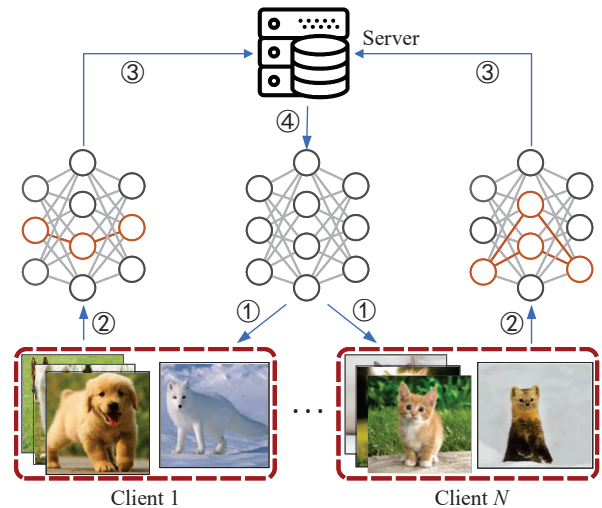 Server
③
③
④
①
①
②
②
...
Client 1
Client N